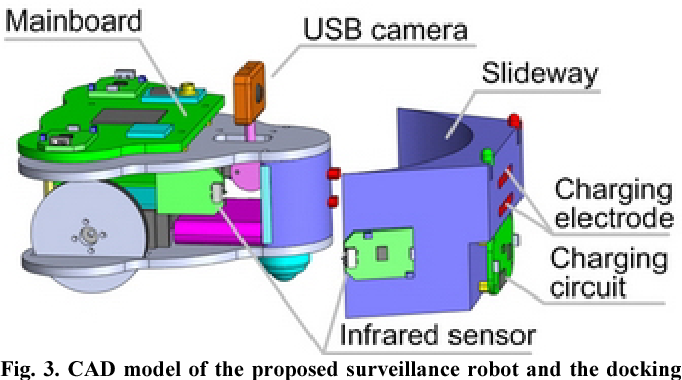 Mainboard
USB camera
Slideway
Charging
electrode
Charging
circuit
Infrared sensor
Fig. 3. CAD model of the proposed surveillance robot and the docking